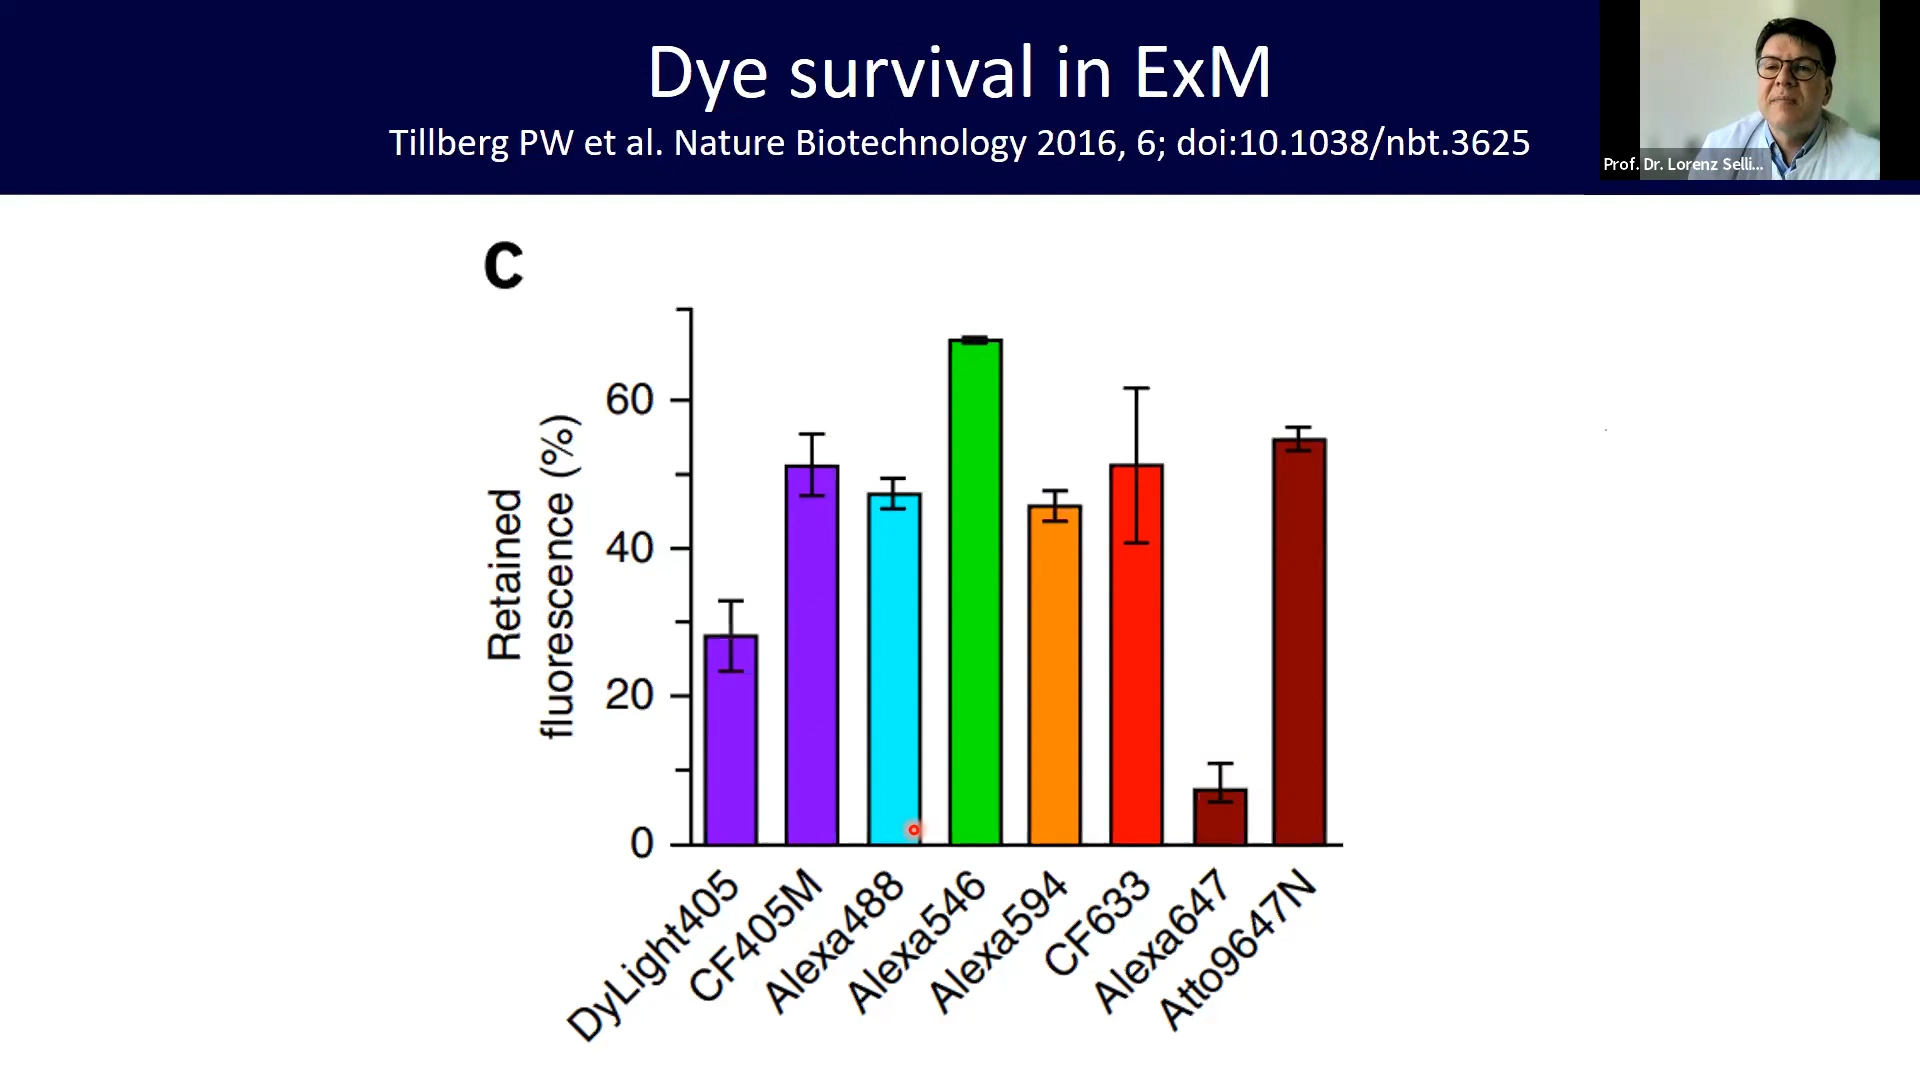 Dye survival in ExM
Tillberg PW et al. Nature Biotechnology 2016, 6; doi:10.1038/nbt.3625
Prof. Dr. Lorenz Selli...
C
Retained
fluorescence (%)
60
40
20
0
DyLight405
CF405M
Alexa488
Alexa546
Alexa594
CF633
Alexa647
Atto9647N